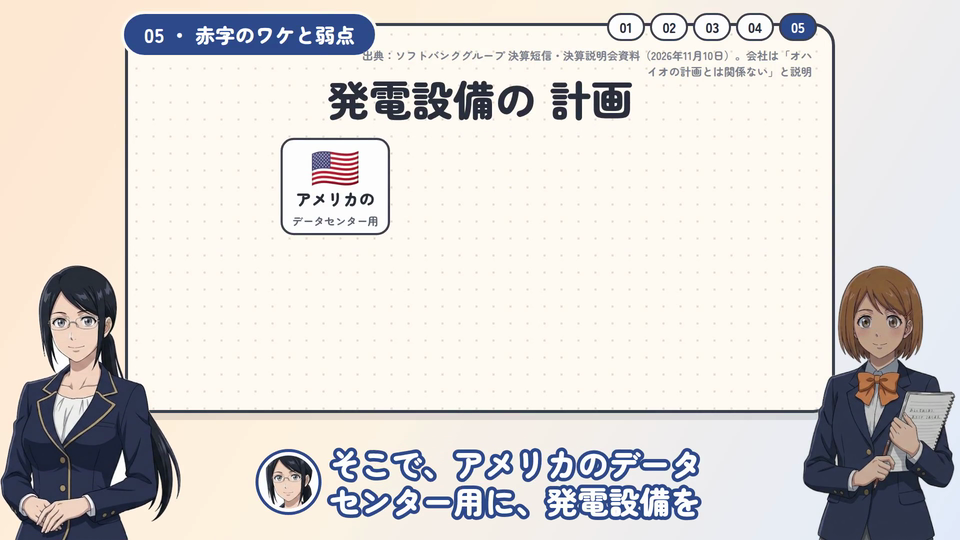 05 ・ 赤字のワケと弱点
01 02 03 04 05
出典：ソフトバンクグループ 決算短信・決算説明会資料（2026年11月10日）。会社は「オハ
イオの計画とは関係ない」と説明
発電設備の 計画
アメリカの
データセンター用
そこで、アメリカのデータ
センター用に、発電設備を